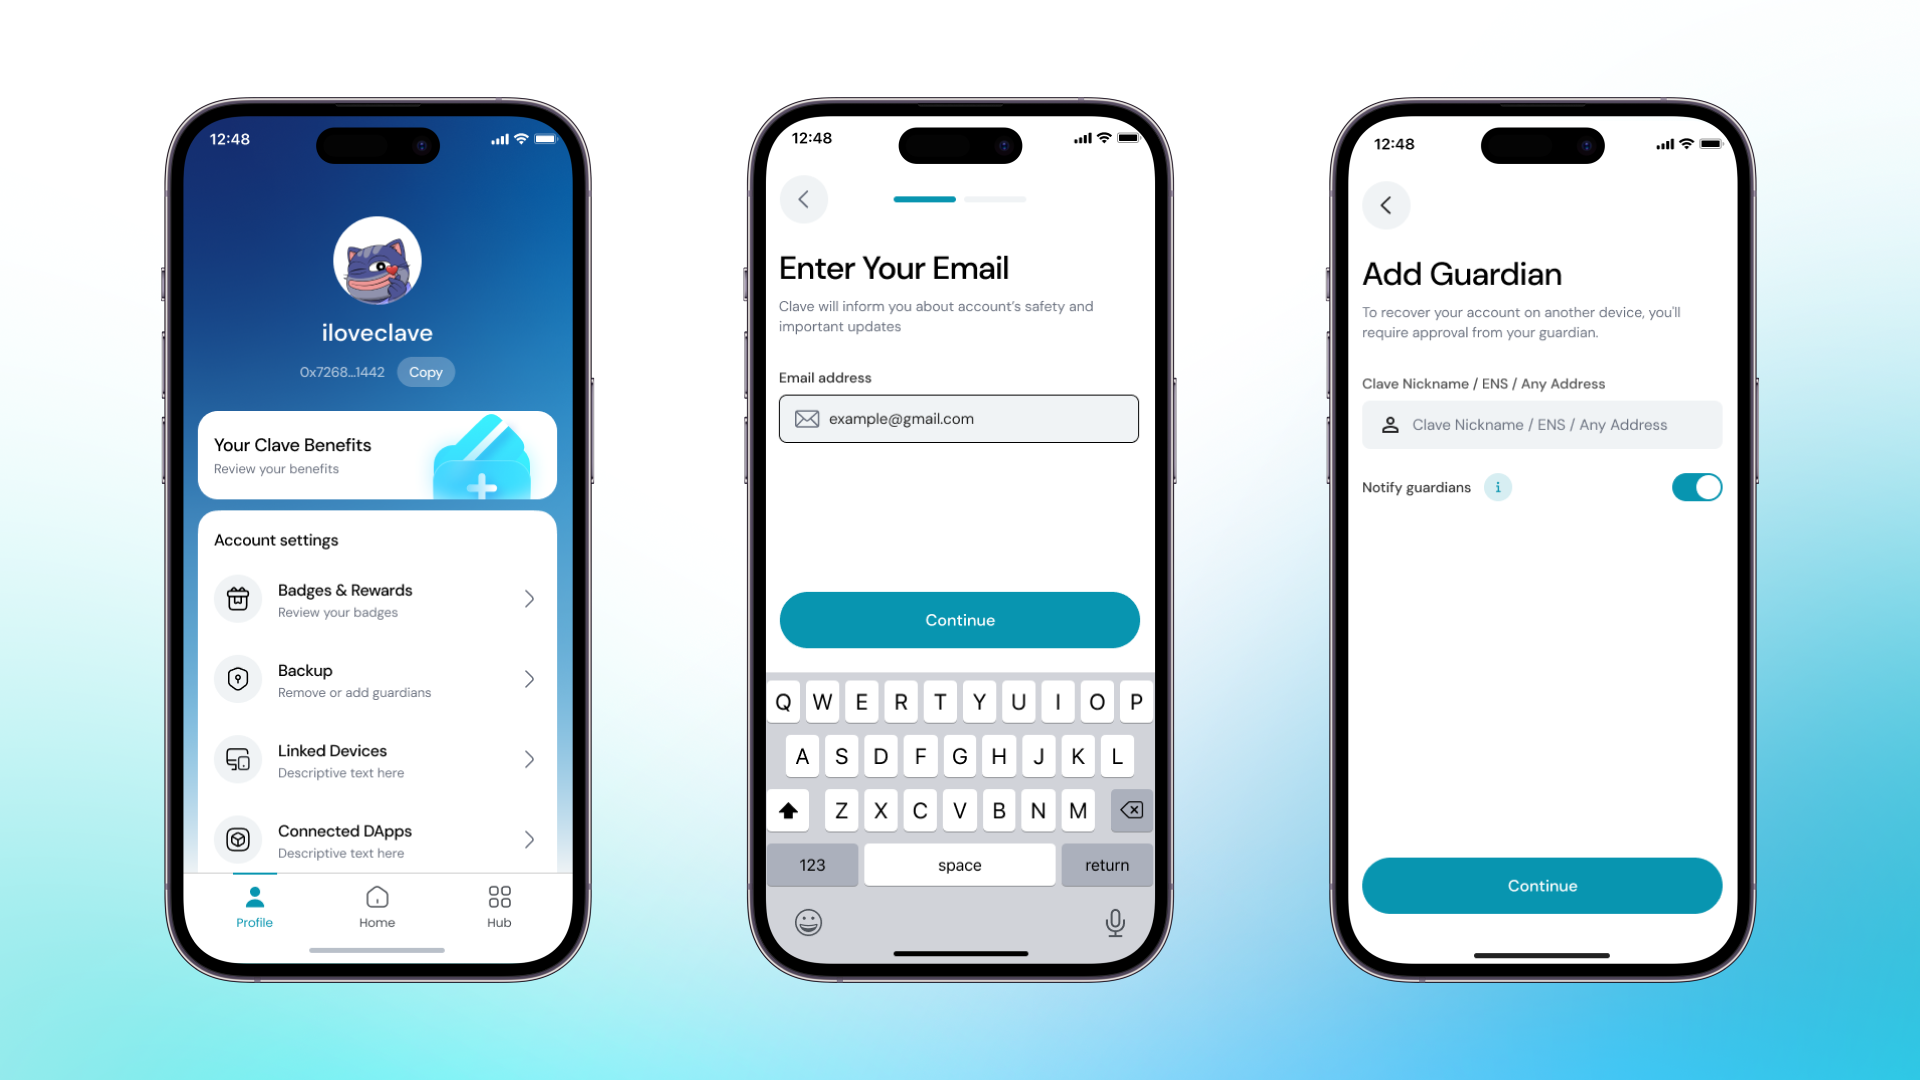 12:48
iloveclave
0x7268...1442
Copy
Your Clave Benefits
Review your benefits
Account settings
Badges & Rewards
Review your badges
Backup
Remove or add guardians
Linked Devices
Descriptive text here
Connected DApps
Descriptive text here
Profile
Home
Hub
12:48
Enter Your Email
Clave will inform you about account's safety and
important updates
Email address
example@gmail.com
Continue
Q W E R T Y U I O P
A S D F G H J K L
Z X C V B N M
123 space return
12:48
Add Guardian
To recover your account on another device, you'll
require approval from your guardian.
Clave Nickname / ENS / Any Address
Clave Nickname / ENS / Any Address
Notify guardians i
Continue